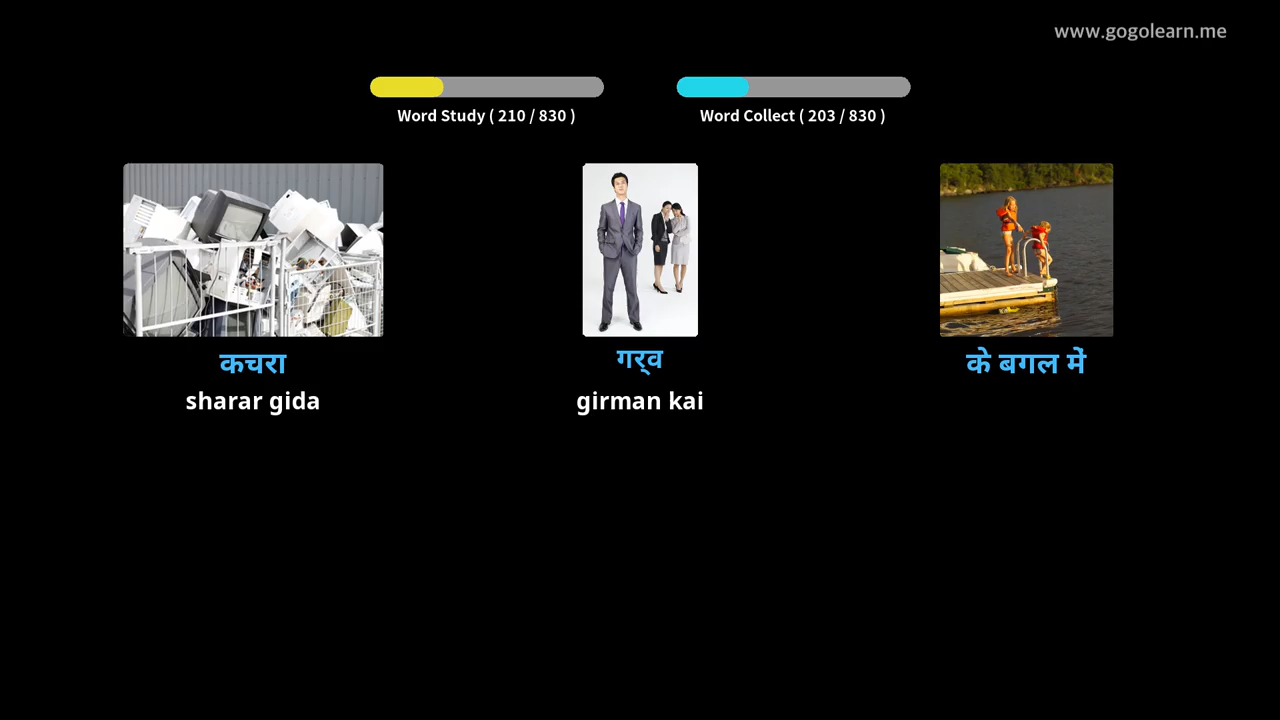 www.gogolearn.me
Word Study ( 210 / 830 )
Word Collect ( 203 / 830 )
कचरा
sharar gida
गर्‌व
girman kai
के बगल में